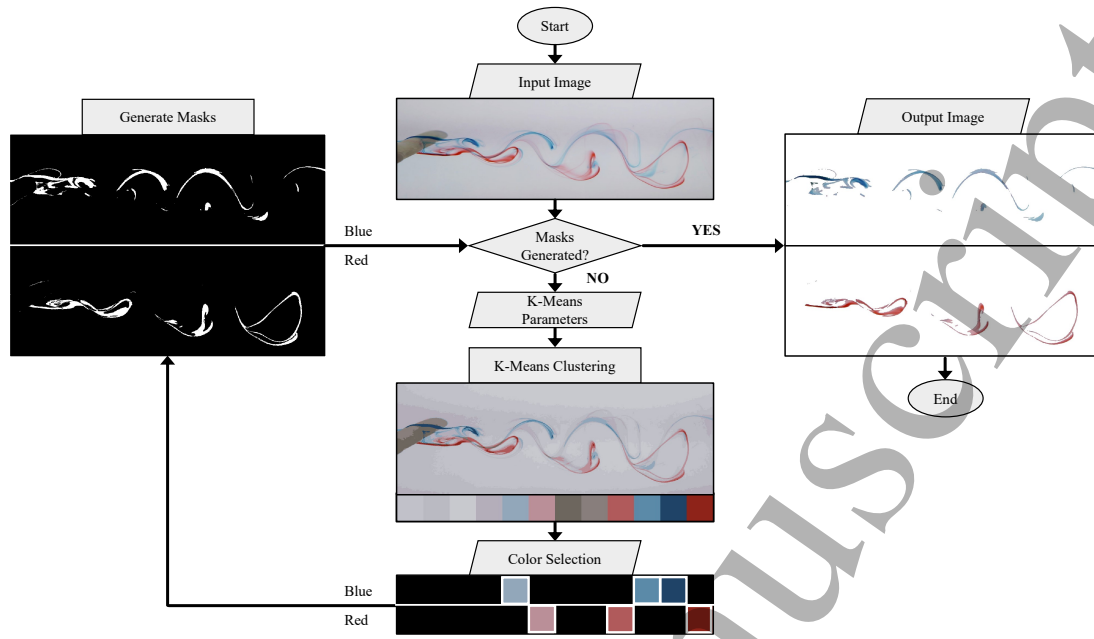 Start
Input Image
Generate Masks
Output Image
Blue
Red
Masks
Generated?
YES
NO
K-Means
Parameters
K-Means Clustering
End
Color Selection
Blue
Red
uscript